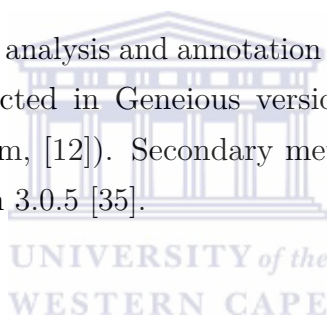 analysis and annotation
cted in Geneious versio
m, [12]). Secondary me
3.0.5 [35].
UNIVERSITY of the
WESTERN CAPE